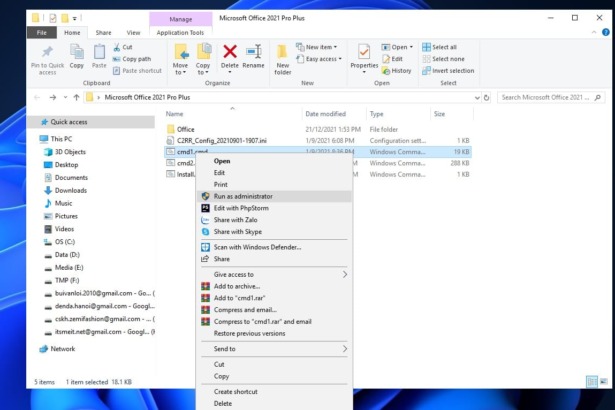 Manage
Microsoft Office 2021 Pro Plus
File
Home
Share
View
Application Tools
Pin to Quick
access
Copy
Paste
Cut
Copy path
Paste shortcut
Move
to
Copy
to
Delete
Rename
New
folder
New item
Easy access
Properties
Open
Edit
History
Select all
Select none
Invert selection
Clipboard
Organize
New
Open
Select
Microsoft Office 2021 Pro Plus
Search Microsoft Office 2021 ...
Name
Date modified
Type
Size
Quick access
This PC
3D Objects
Desktop
Documents
Downloads
Music
Pictures
Videos
OS (C:)
Data (D:)
Media (E:)
TMP (F:)
buivanloi.2010@gmail.com - Go... (
denda.hanoi@gmail.com - Googl...
cskh.zemifashion@gmail.com - ... (
itsmeit.net@gmail.com - Googl... (
Network
Office
21/12/2021 1:53 PM
File folder
C2RR_Config_20210901-1907.ini
1/9/2021 6:08 PM
Configuration sett...
1 KB
cmd1.cmd
Windows Comma...
19 KB
cmd2.
Windows Comma...
288 KB
Install.
Windows Comma...
1 KB
Open
Edit
Print
Run as administrator
Edit with PhpStorm
Share with Zalo
Share with Skype
Scan with Windows Defender...
Share
Give access to
Add to archive...
Add to "cmd1.rar"
Compress and email...
Compress to "cmd1.rar" and email
Restore previous versions
Send to
Cut
Copy
Create shortcut
Delete
5 items
1 item selected 18.1 KB